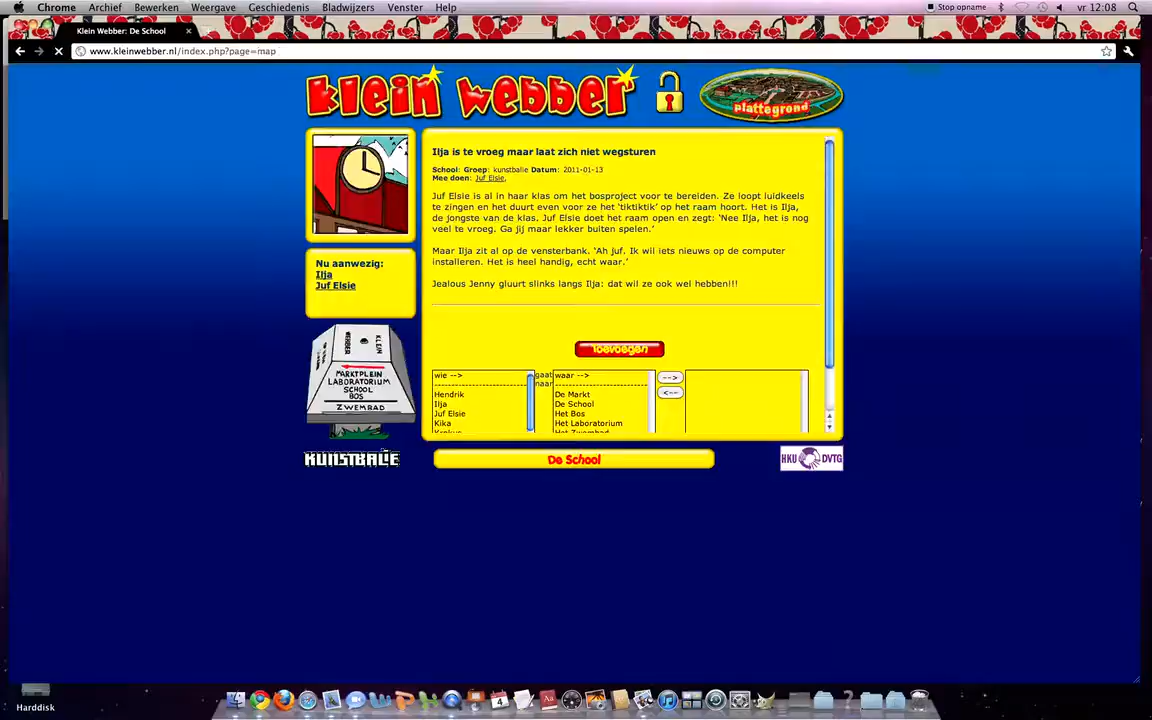 Chrome Archief Bewerken Weergave Geschiedenis Bladwijzers Venster Help Stop opname vr 12:08
Klein Webber: De School
www.kleinwebber.nl/index.php?page=map
klein webber
plattegrond
Ilja is te vroeg maar laat zich niet wegsturen
School: Groep: kunstbalie Datum: 2011-01-13
Mee doen: Juf Elsie,
Juf Elsie is al in haar klas om het bosproject voor te bereiden. Ze loopt luidkeels
te zingen en het duurt even voor ze het 'tiktiktik' op het raam hoort. Het is Ilja,
de jongste van de klas. Juf Elsie doet het raam open en zegt: 'Nee Ilja, het is nog
veel te vroeg. Ga jij maar lekker buiten spelen.'
Maar Ilja zit al op de vensterbank. 'Ah juf. Ik wil iets nieuws op de computer
installeren. Het is heel handig, echt waar.'
Jealous Jenny gluurt slinks langs Ilja: dat wil ze ook wel hebben!!!
Nu aanwezig:
Ilja
Juf Elsie
KLEIN
WEBBER
MARKTPLEIN
LABORATORIUM
SCHOOL
BOS
ZWEMBAD
Toevoegen
wie -->
Hendrik
Ilja
Juf Elsie
Kika
Krokus
gaat
naar
waar -->
De Markt
De School
Het Bos
Het Laboratorium
Het Zwembad
-->
<--
KUNSTBALIE
De School
HKU DVTG
Harddisk